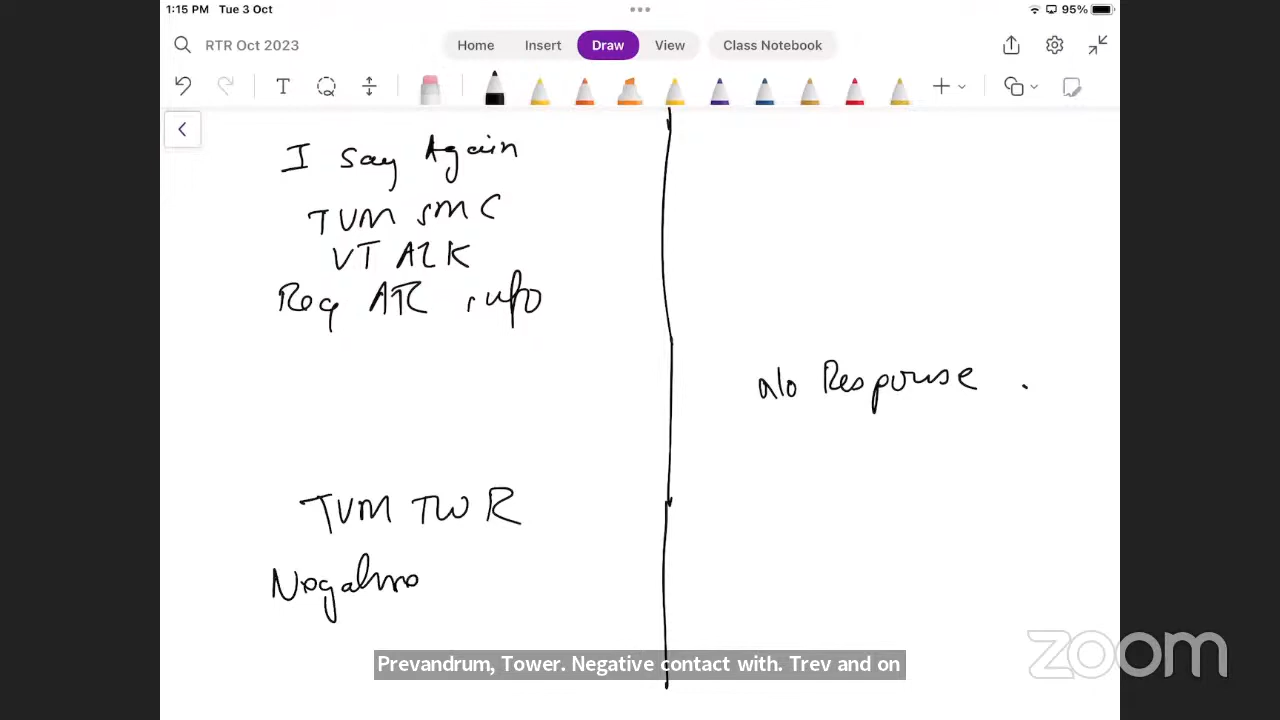 1:15 PM Tue 3 Oct
95%
RTR Oct 2023
Home Insert Draw View Class Notebook
I say Again
TVM SMC
VT AZK
Req ATC info
No Response .
TVM TWR
Negative
Prevandrum, Tower. Negative contact with. Trev and on
zoom